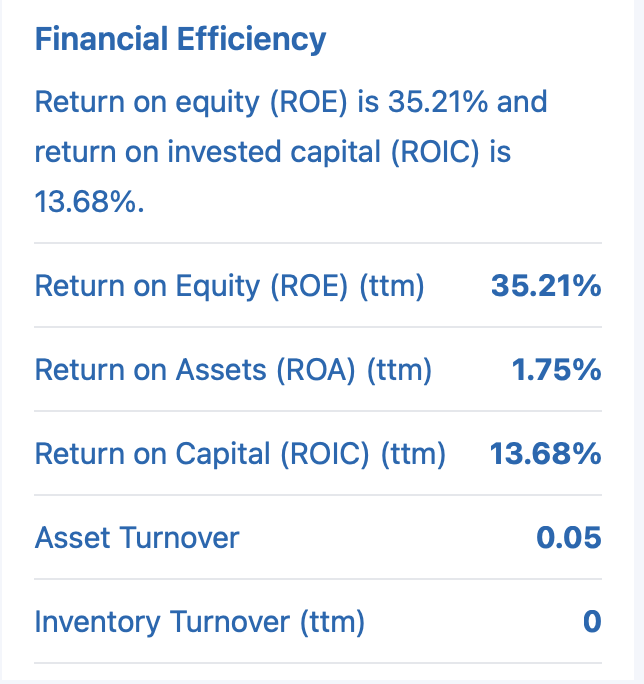 Financial Efficiency
Return on equity (ROE) is 35.21% and
return on invested capital (ROIC) is
13.68%.
Return on Equity (ROE) (ttm) 35.21%
Return on Assets (ROA) (ttm) 1.75%
Return on Capital (ROIC) (ttm) 13.68%
Asset Turnover 0.05
Inventory Turnover (ttm) 0